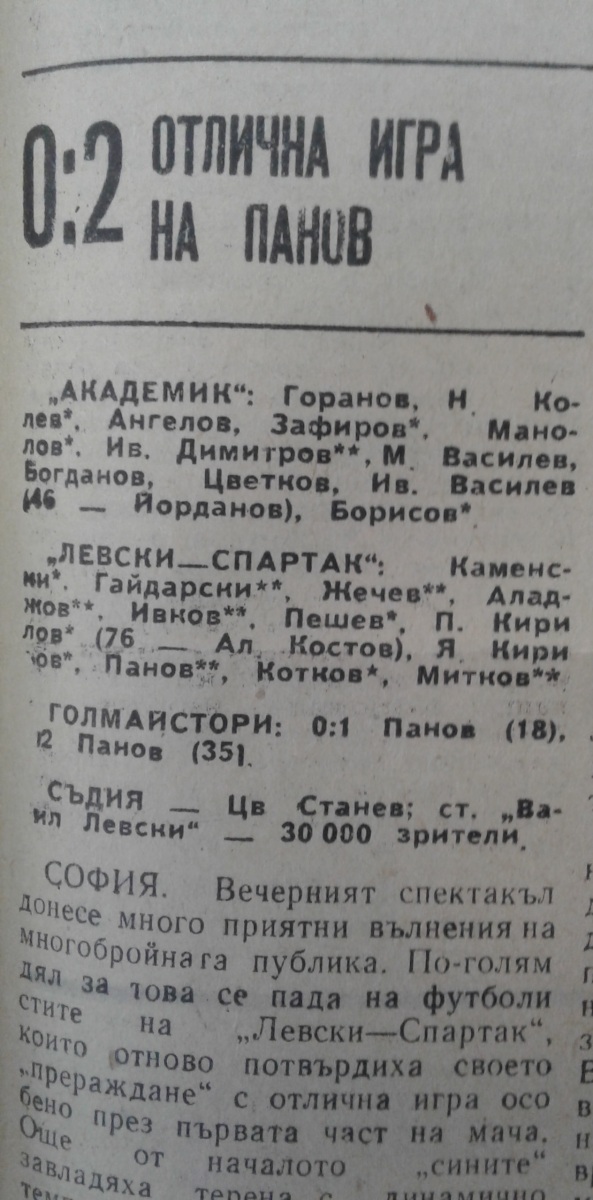 0:2 ОТЛИЧНА ИГРА
НА ПАНОВ
„АКАДЕМИК“: Горанов, Н. Ко-
лев*, Ангелов, Зафиров*, Мано-
лов*, Ив. Димитров**, М. Василев,
Богданов, Цветков, Ив. Василев
(46 — Йорданов), Борисов*
„ЛЕВСКИ—СПАРТАК“: Каменс-
ки*, Гайдарски**, Жечев**, Алад-
жов**, Ивков**, Пешев*, П. Кири
лов* (76 — Ал. Костов), Я. Кири
ов*, Панов**, Котков*, Митков**
ГОЛМАЙСТОРИ: 0:1 Панов (18),
:2 Панов (35).
СЪДИЯ — Цв Станев; ст. „Ва-
ил Левски“ — 30 000 зрители.
СОФИЯ. Вечерният спектакъл
донесе много приятни вълнения на
многобройната публика. По-голям
дял за това се пада на футболи
стите на „Левски—Спартак“,
които отново потвърдиха своето
„прераждане“ с отлична игра осо
бено през първата част на мача.
Още от началото „сините“
завладяха терена с динамично